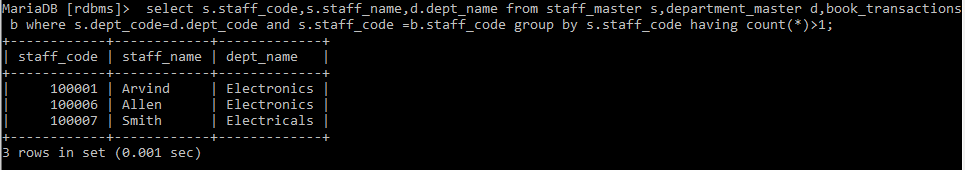 MariaDB [rdbms]>  select s.staff_code,s.staff_name,d.dept_name from staff_master s,department_master d,book_transactions
 b where s.dept_code=d.dept_code and s.staff_code =b.staff_code group by s.staff_code having count(*)>1;
+------------+------------+-------------+
| staff_code | staff_name | dept_name   |
+------------+------------+-------------+
|     100001 | Arvind     | Electronics |
|     100006 | Allen      | Electronics |
|     100007 | Smith      | Electricals |
+------------+------------+-------------+
3 rows in set (0.001 sec)